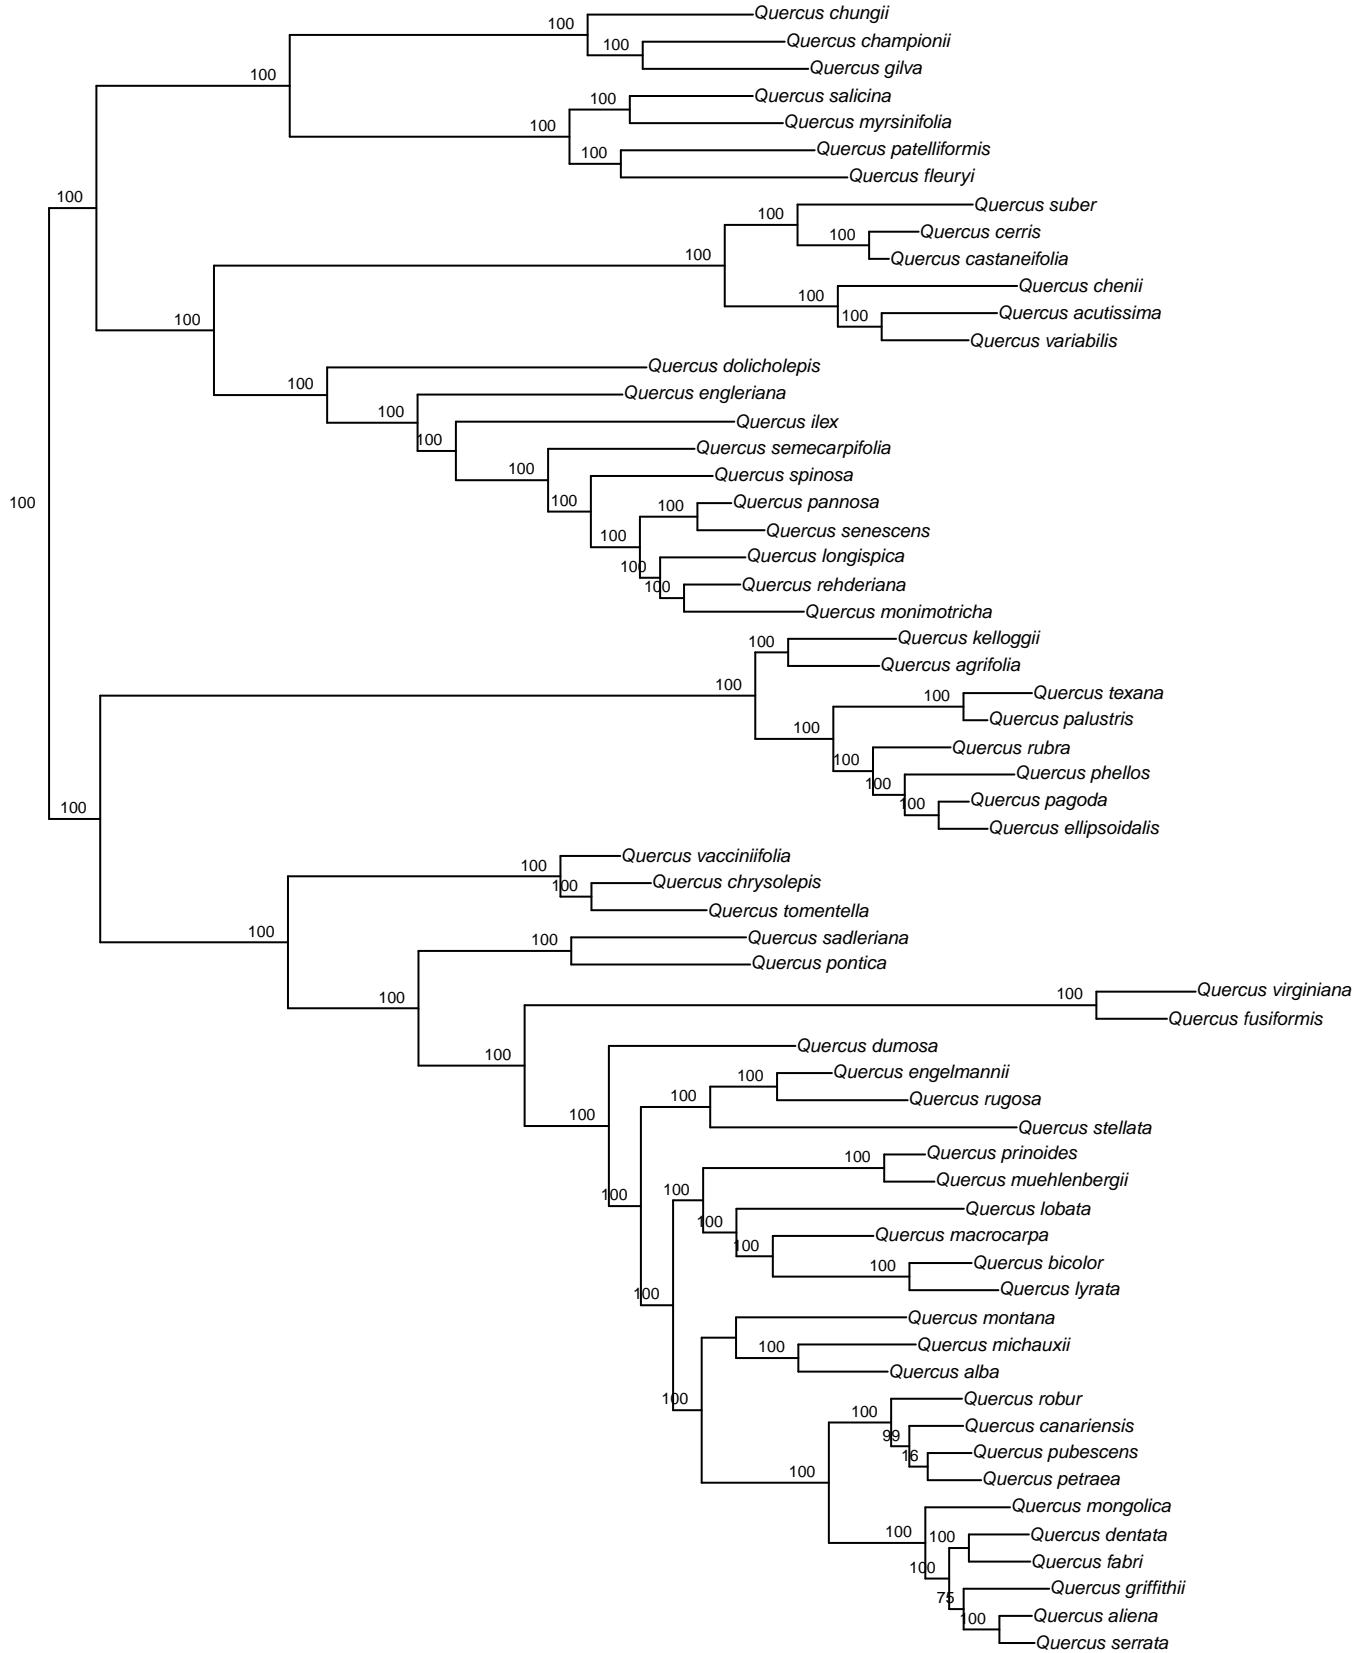 Quercus chungii
100
Quercus championii
100
Quercus gilva
100
Quercus salicina
100
Quercus myrsinifolia
100
Quercus patelliformis
100
Quercus fleuryi
100
Quercus suber
100
Quercus cerris
100
Quercus castaneifolia
100
Quercus chenii
100
Quercus acutissima
100
Quercus variabilis
100
Quercus dolicholepis
100
Quercus engleriana
100
Quercus ilex
100
Quercus semecarpifolia
100
Quercus spinosa
100
Quercus pannosa
100
100
Quercus senescens
100
Quercus longispica
100
Quercus rehderiana
100
Quercus monimotricha
Quercus kelloggii
100
Quercus agrifolia
100
Quercus texana
100
Quercus palustris
100
Quercus rubra
100
Quercus phellos
100
Quercus pagoda
100
100
Quercus ellipsoidalis
Quercus vacciniifolia
100
Quercus chrysolepis
100
Quercus tomentella
100
Quercus sadleriana
100
Quercus pontica
Quercus virginiana
100
100
Quercus fusiformis
Quercus dumosa
100
Quercus engelmannii
100
Quercus rugosa
100
100
Quercus stellata
Quercus prinoides
100
Quercus muehlenbergii
100
100
Quercus lobata
100
Quercus macrocarpa
100
Quercus bicolor
100
Quercus lyrata
100
Quercus montana
Quercus michauxii
100
Quercus alba
100
Quercus robur
100
Quercus canariensis
99
Quercus pubescens
16
Quercus petraea
100
Quercus mongolica
100
100
Quercus dentata
Quercus fabri
100
Quercus griffithii
75
Quercus aliena
100
Quercus serrata